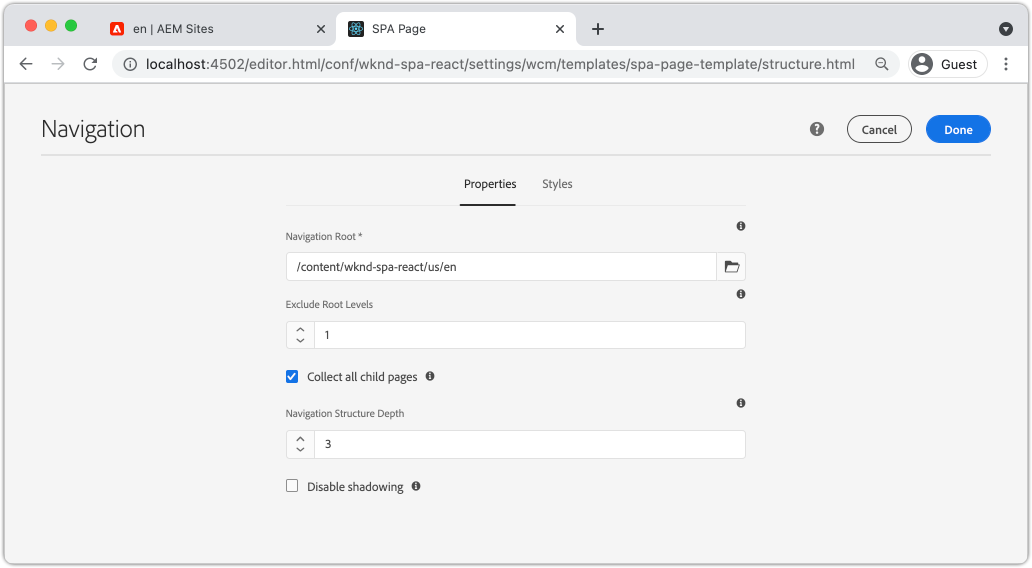 en | AEM Sites
SPA Page
localhost:4502/editor.html/conf/wknd-spa-react/settings/wcm/templates/spa-page-template/structure.html
Guest
Navigation
Cancel
Done
Properties
Styles
Navigation Root *
/content/wknd-spa-react/us/en
Exclude Root Levels
1
Collect all child pages
Navigation Structure Depth
3
Disable shadowing